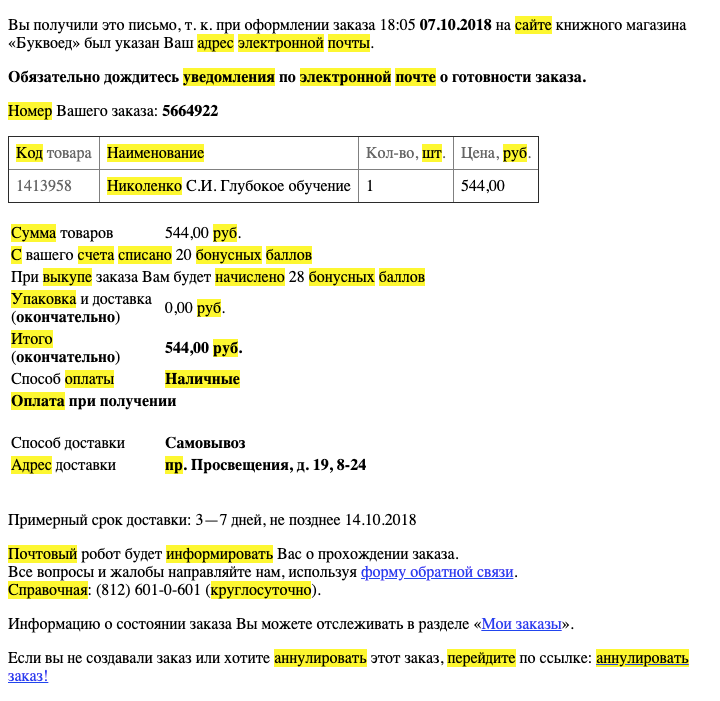 Вы получили это письмо, т. к. при оформлении заказа 18:05 07.10.2018 на сайте книжного магазина
«Буквоед» был указан Ваш адрес электронной почты.
Обязательно дождитесь уведомления по электронной почте о готовности заказа.
Номер Вашего заказа: 5664922
Код товара Наименование Кол-во, шт. Цена, руб.
1413958 Николенко С.И. Глубокое обучение 1 544,00
Сумма товаров 544,00 руб.
С вашего счета списано 20 бонусных баллов
При выкупе заказа Вам будет начислено 28 бонусных баллов
Упаковка и доставка
(окончательно) 0,00 руб.
Итого
(окончательно) 544,00 руб.
Способ оплаты Наличные
Оплата при получении
Способ доставки Самовывоз
Адрес доставки пр. Просвещения, д. 19, 8-24
Примерный срок доставки: 3—7 дней, не позднее 14.10.2018
Почтовый робот будет информировать Вас о прохождении заказа.
Все вопросы и жалобы направляйте нам, используя форму обратной связи.
Справочная: (812) 601-0-601 (круглосуточно).
Информацию о состоянии заказа Вы можете отслеживать в разделе «Мои заказы».
Если вы не создавали заказ или хотите аннулировать этот заказ, перейдите по ссылке: аннулировать
заказ!